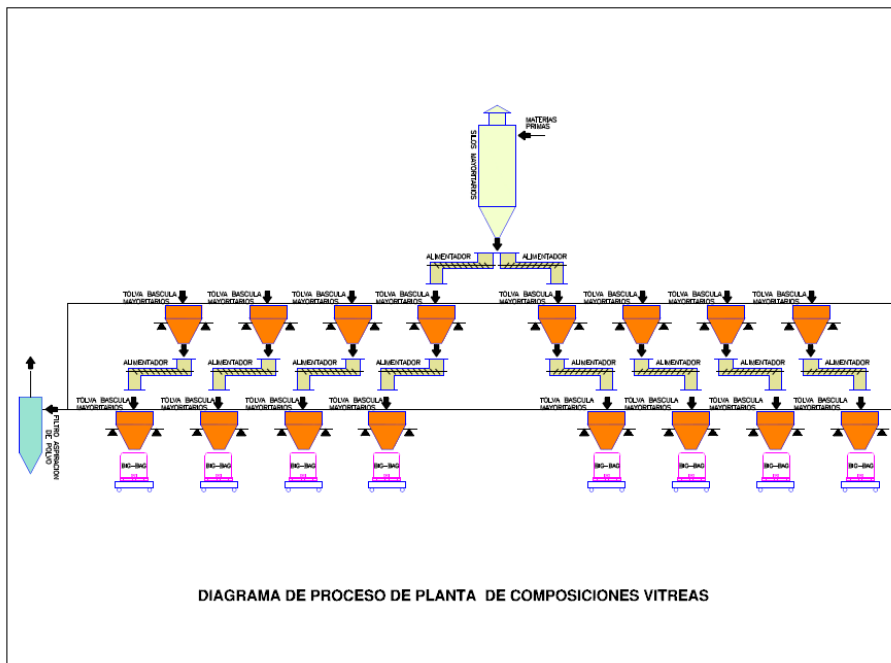 MATERIAS
PRIMAS
SILOS MAYORITARIOS
ALIMENTADOR
ALIMENTADOR
TOLVA BASCULA
MAYORITARIOS
TOLVA BASCULA
MAYORITARIOS
TOLVA BASCULA
MAYORITARIOS
TOLVA BASCULA
MAYORITARIOS
TOLVA BASCULA
MAYORITARIOS
TOLVA BASCULA
MAYORITARIOS
TOLVA BASCULA
MAYORITARIOS
TOLVA BASCULA
MAYORITARIOS
ALIMENTADOR
ALIMENTADOR
ALIMENTADOR
ALIMENTADOR
ALIMENTADOR
ALIMENTADOR
ALIMENTADOR
ALIMENTADOR
TOLVA BASCULA
MAYORITARIOS
TOLVA BASCULA
MAYORITARIOS
TOLVA BASCULA
MAYORITARIOS
TOLVA BASCULA
MAYORITARIOS
TOLVA BASCULA
MAYORITARIOS
TOLVA BASCULA
MAYORITARIOS
TOLVA BASCULA
MAYORITARIOS
TOLVA BASCULA
MAYORITARIOS
FILTRO ASPIRACION
DE POLVO
BIG-BAG
BIG-BAG
BIG-BAG
BIG-BAG
BIG-BAG
BIG-BAG
BIG-BAG
BIG-BAG
DIAGRAMA DE PROCESO DE PLANTA DE COMPOSICIONES VITREAS